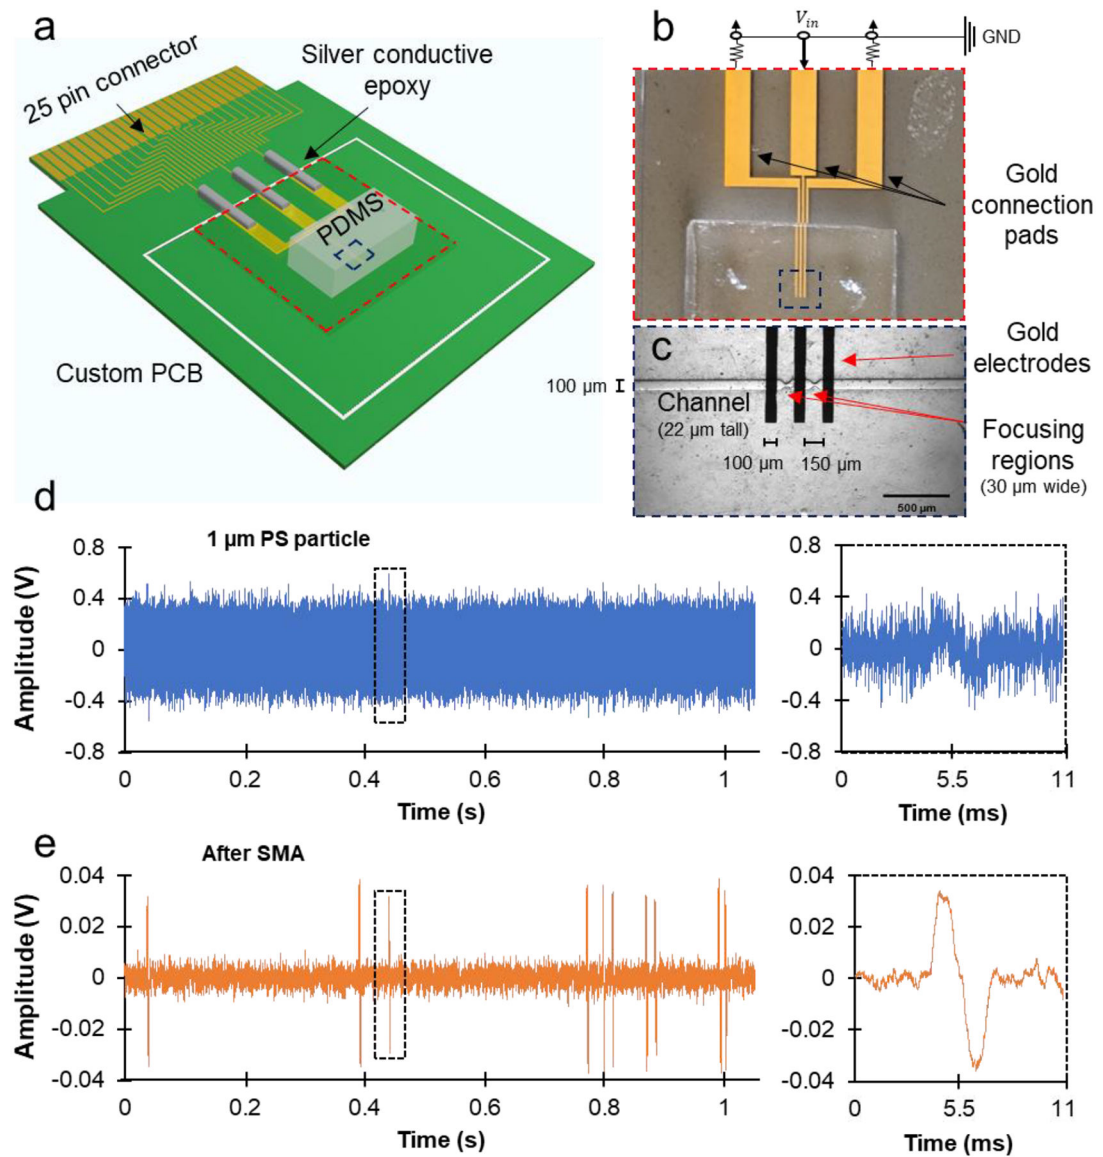 a
25 pin connector
Silver conductive
epoxy
PDMS
Custom PCB
b
V_in
GND
Gold
connection
pads
c
Gold
electrodes
100 µm
Channel
(22 µm tall)
100 µm
150 µm
Focusing
regions
(30 µm wide)
500 µm
d
1 µm PS particle
Amplitude (V)
0.8
0.4
0
-0.4
-0.8
0
0.2
0.4
0.6
0.8
1
Time (s)
0.8
0.4
0
-0.4
-0.8
0
5.5
11
Time (ms)
e
After SMA
Amplitude (V)
0.04
0.02
0
-0.02
-0.04
0
0.2
0.4
0.6
0.8
1
Time (s)
0.04
0.02
0
-0.02
-0.04
0
5.5
11
Time (ms)